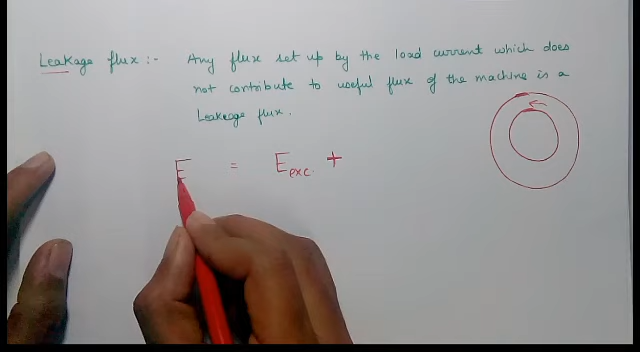 Leakage flux :- Any flux set up by the load current which does
not contribute to useful flux of the machine is a
Leakage flux.
E = Eexc. +